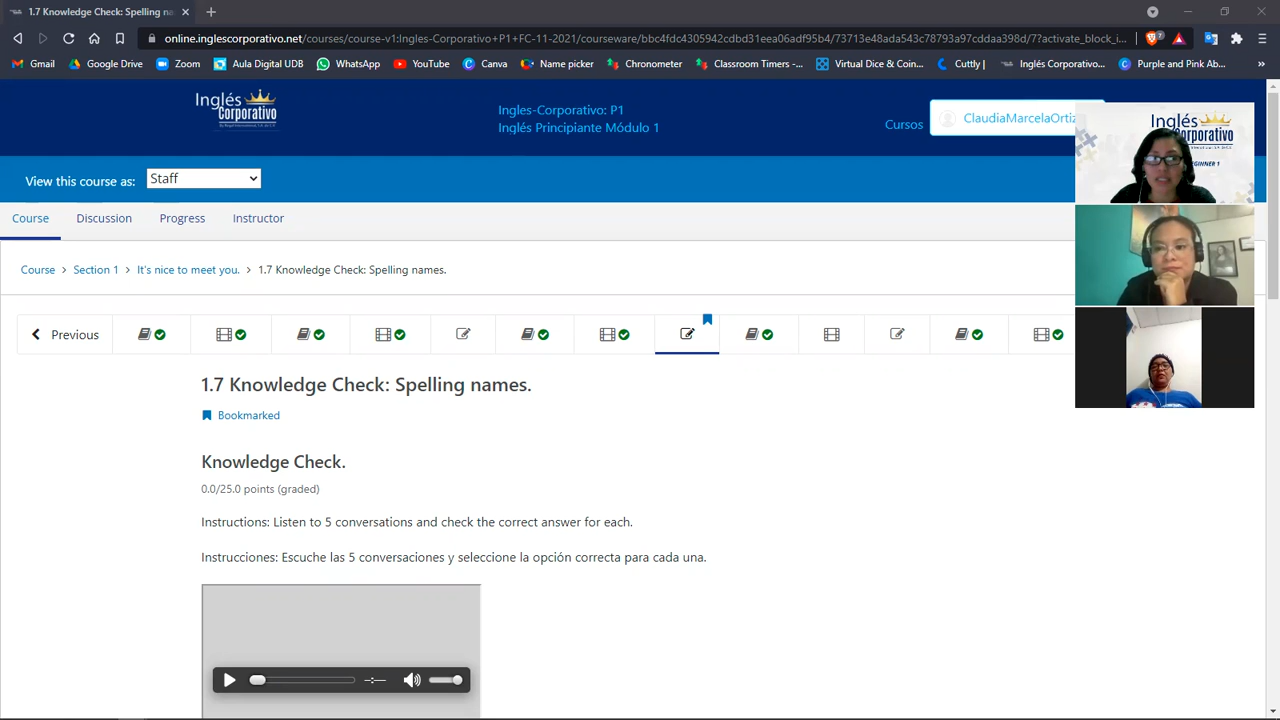 1.7 Knowledge Check: Spelling na
online.inglescorporativo.net/courses/course-v1:Ingles-Corporativo+P1+FC-11-2021/courseware/bbc4fdc4305942cdbd31eea06adf95b4/73713e48ada543c78793a97cddaa398d/7?activate_block_i...
Gmail Google Drive Zoom Aula Digital UDB WhatsApp YouTube Canva Name picker Chronometer Classroom Timers -... Virtual Dice & Coin... Cuttly | Inglés Corporativo... Purple and Pink Ab...
Inglés Corporativo
Ingles-Corporativo: P1
Inglés Principiante Módulo 1
Cursos
ClaudiaMarcelaOrtiz
Inglés Corporativo
BEGINNER 1
View this course as: Staff
Course Discussion Progress Instructor
Course > Section 1 > It's nice to meet you. > 1.7 Knowledge Check: Spelling names.
Previous
1.7 Knowledge Check: Spelling names.
Bookmarked
Knowledge Check.
0.0/25.0 points (graded)
Instructions: Listen to 5 conversations and check the correct answer for each.
Instrucciones: Escuche las 5 conversaciones y seleccione la opción correcta para cada una.
-:--